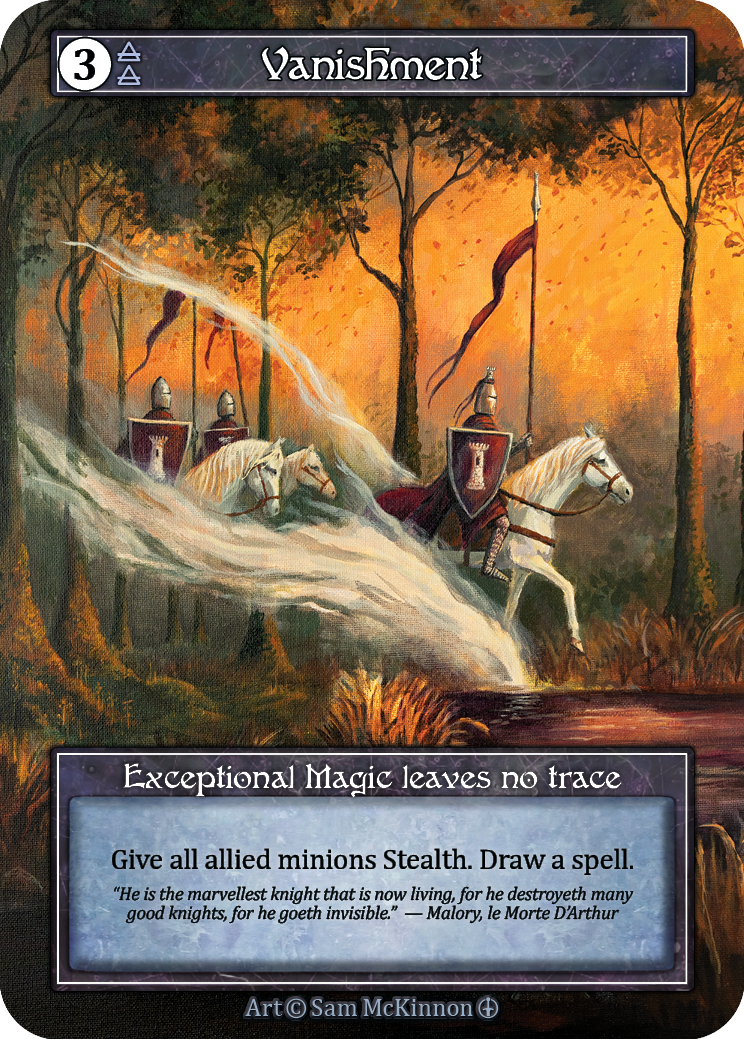 3 Vanishment
Exceptional Magic leaves no trace
Give all allied minions Stealth. Draw a spell.
"He is the marvellest knight that is now living, for he destroyeth many
good knights, for he goeth invisible." — Malory, le Morte D'Arthur
Art © Sam McKinnon